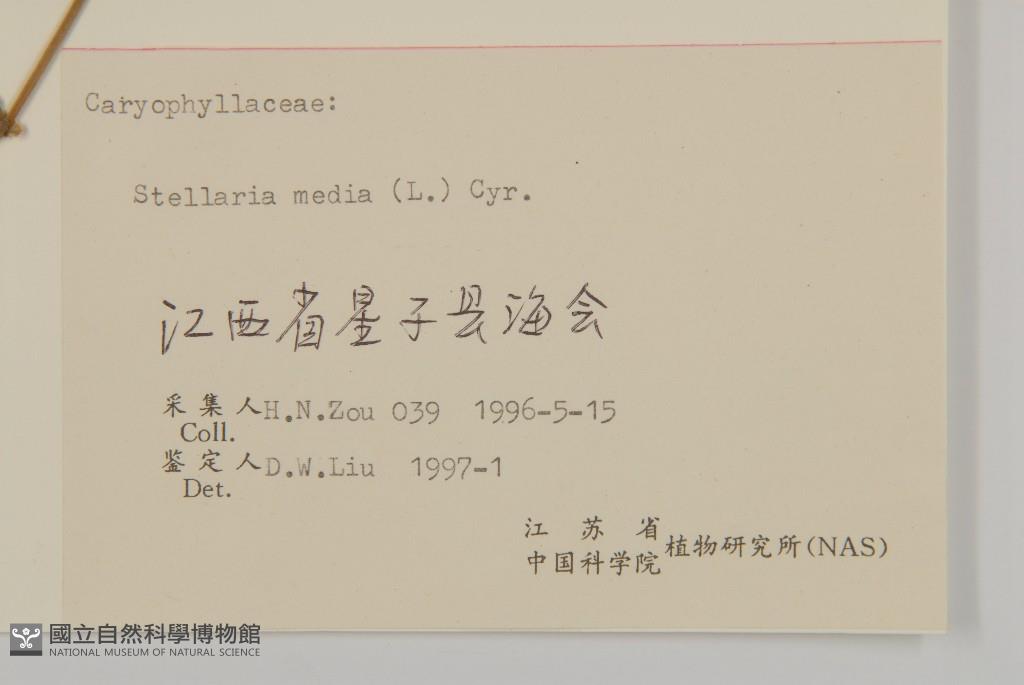 Caryophyllaceae:
Stellaria media (L.) Cyr.
江西省星子县海会
采集人H.N.Zou 039 1996-5-15
Coll.
鉴定人D.W.Liu 1997-1
Det.
江苏省
中国科学院
植物研究所(NAS)
國立自然科學博物館
NATIONAL MUSEUM OF NATURAL SCIENCE